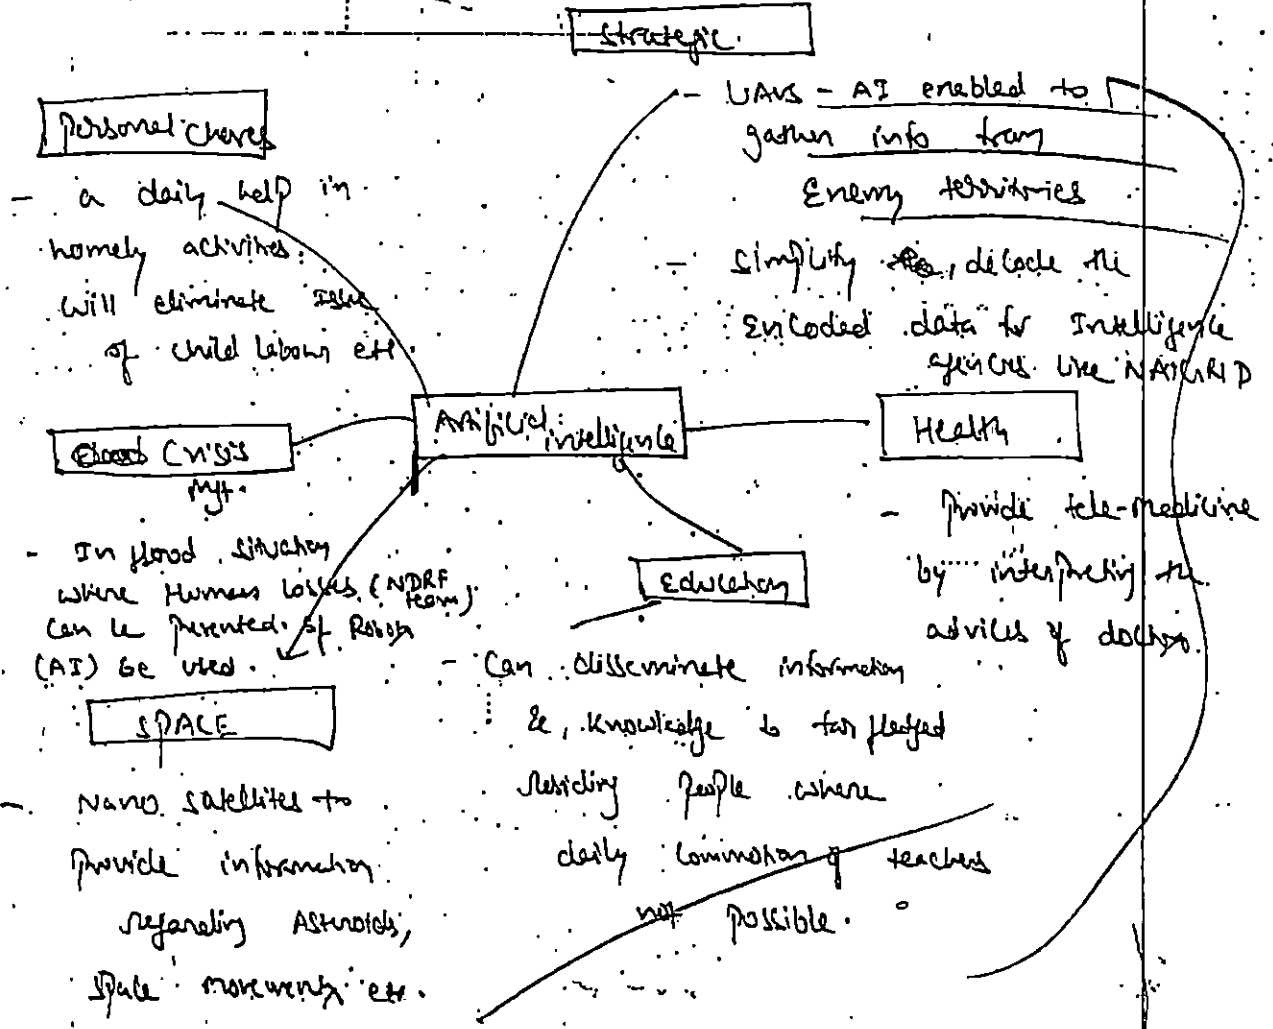 Strategic.
- UAVs - AI enabled to
gather info from
Enemy territories
- Simplify, decode the
Encoded data for Intelligence
agencies like NATGRID
Personal Chores
- a daily help in
homely activities.
will eliminate Issue
of child labour etc.
Artificial
intelligence
Crisis
Mgt.
- In flood situation
where Humans losses (NDRF
team)
can be prevented if Robots
(AI) be used.
Health
- Provide tele-medicine
by interpreting the
advices of doctors.
Education
- Can disseminate information
&, knowledge to far fledged
residing people where
daily commotion of teachers
not possible.
SPACE
- Nano satellites to
provide information
regarding Asteroids,
space movements etc.